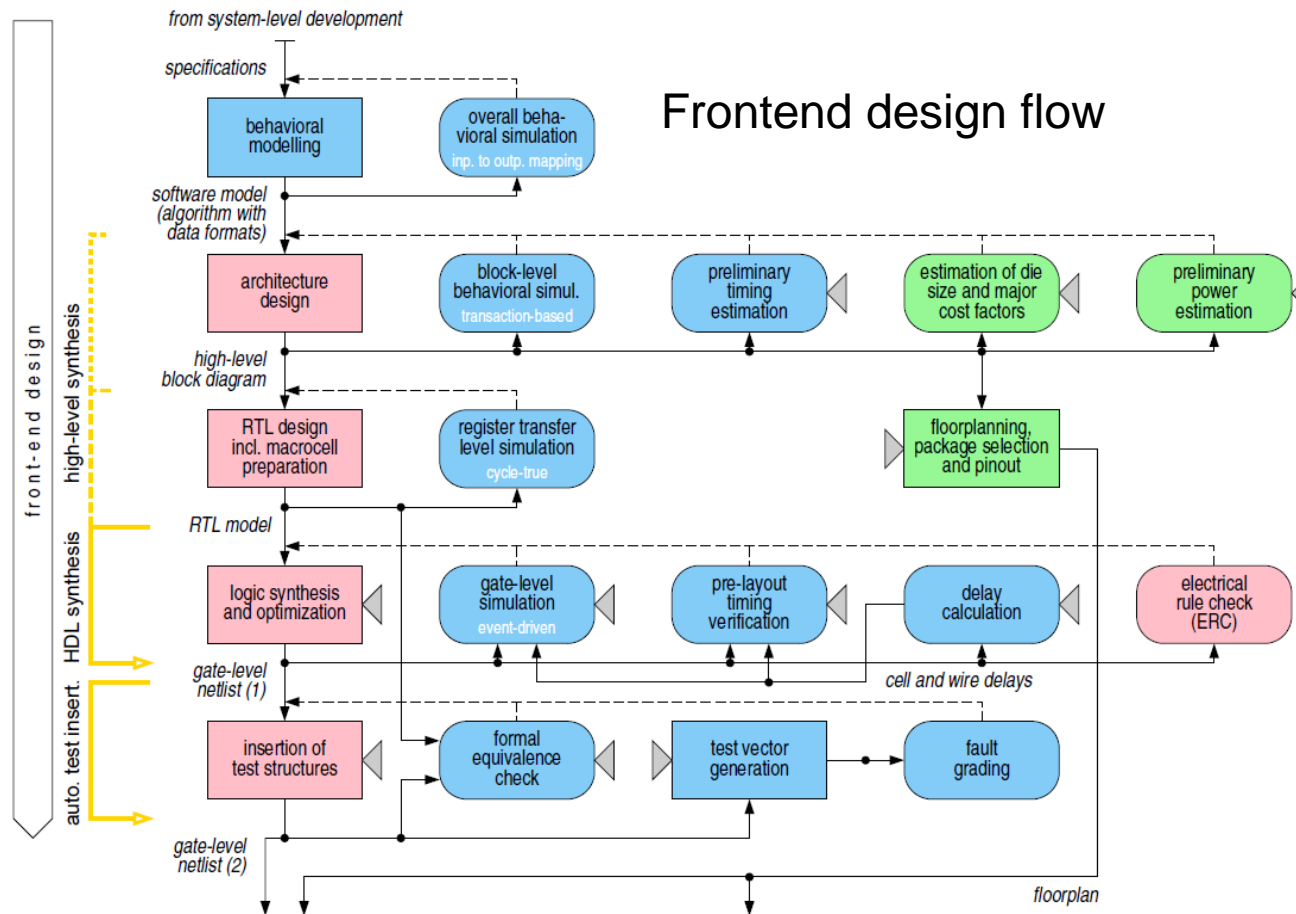 from system-level development
specifications
Frontend design flow
behavioral
modelling
overall beha-
vioral simulation
inp. to outp. mapping
software model
(algorithm with
data formats)
architecture
design
block-level
behavioral simul.
transaction-based
preliminary
timing
estimation
estimation of die
size and major
cost factors
preliminary
power
estimation
high-level
block diagram
RTL design
incl. macrocell
preparation
register transfer
level simulation
cycle-true
floorplanning,
package selection
and pinout
RTL model
logic synthesis
and optimization
gate-level
simulation
event-driven
pre-layout
timing
verification
delay
calculation
electrical
rule check
(ERC)
gate-level
netlist (1)
cell and wire delays
insertion of
test structures
formal
equivalence
check
test vector
generation
fault
grading
gate-level
netlist (2)
floorplan
front-end design
high-level synthesis
HDL synthesis
auto. test insert.